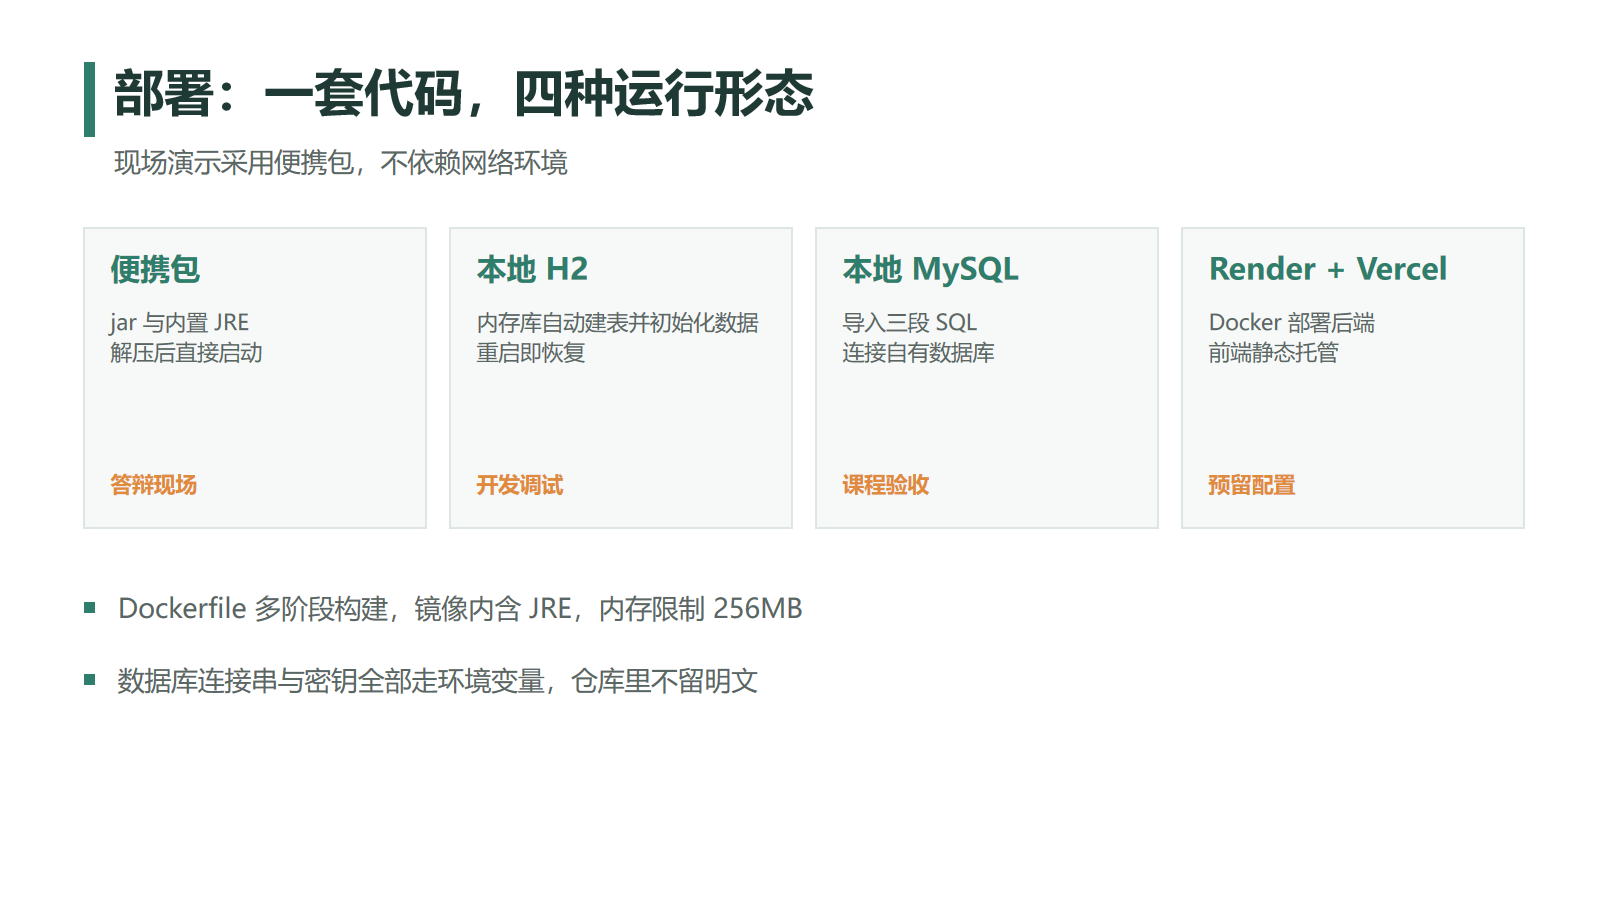 部署：一套代码，四种运行形态
现场演示采用便携包，不依赖网络环境
便携包
jar 与内置 JRE
解压后直接启动
答辩现场
本地 H2
内存库自动建表并初始化数据
重启即恢复
开发调试
本地 MySQL
导入三段 SQL
连接自有数据库
课程验收
Render + Vercel
Docker 部署后端
前端静态托管
预留配置
Dockerfile 多阶段构建，镜像内含 JRE，内存限制 256MB
数据库连接串与密钥全部走环境变量，仓库里不留明文